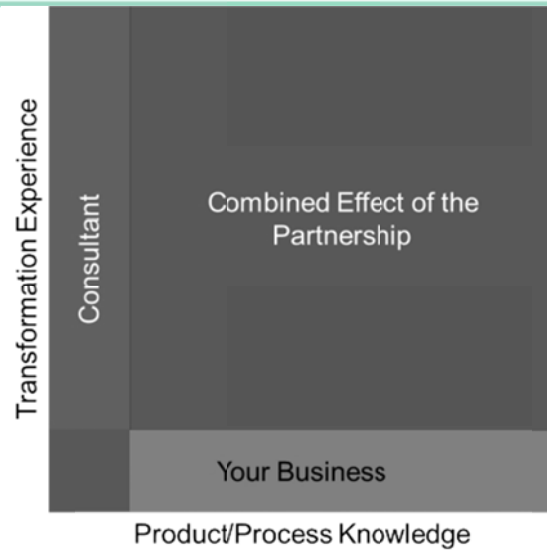 Transformation Experience
Consultant
Combined Effect of the
Partnership
Your Business
Product/Process Knowledge